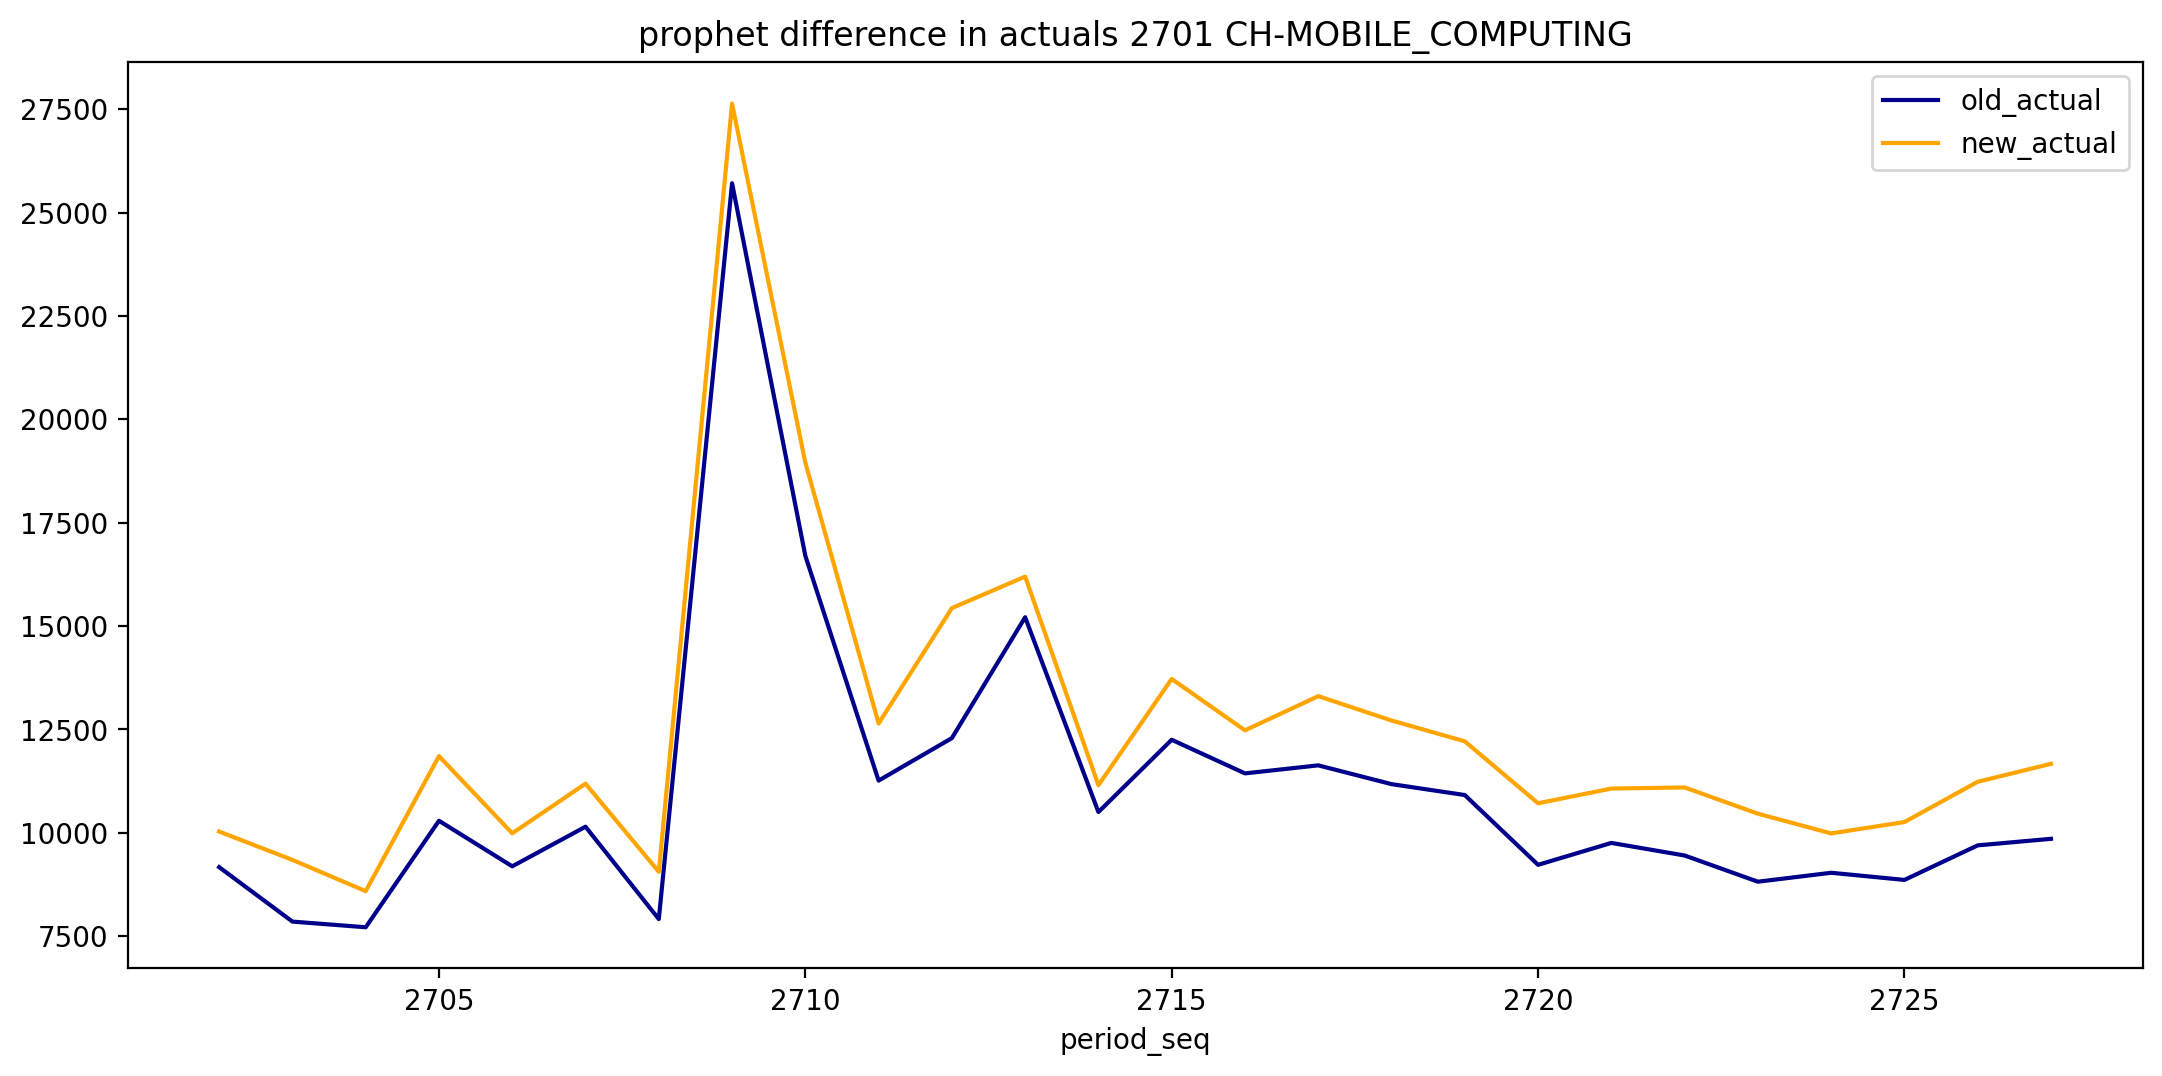 prophet difference in actuals 2701 CH-MOBILE_COMPUTING
old_actual
new_actual
27500
25000
22500
20000
17500
15000
12500
10000
7500
2705 2710 2715 2720 2725
period_seq